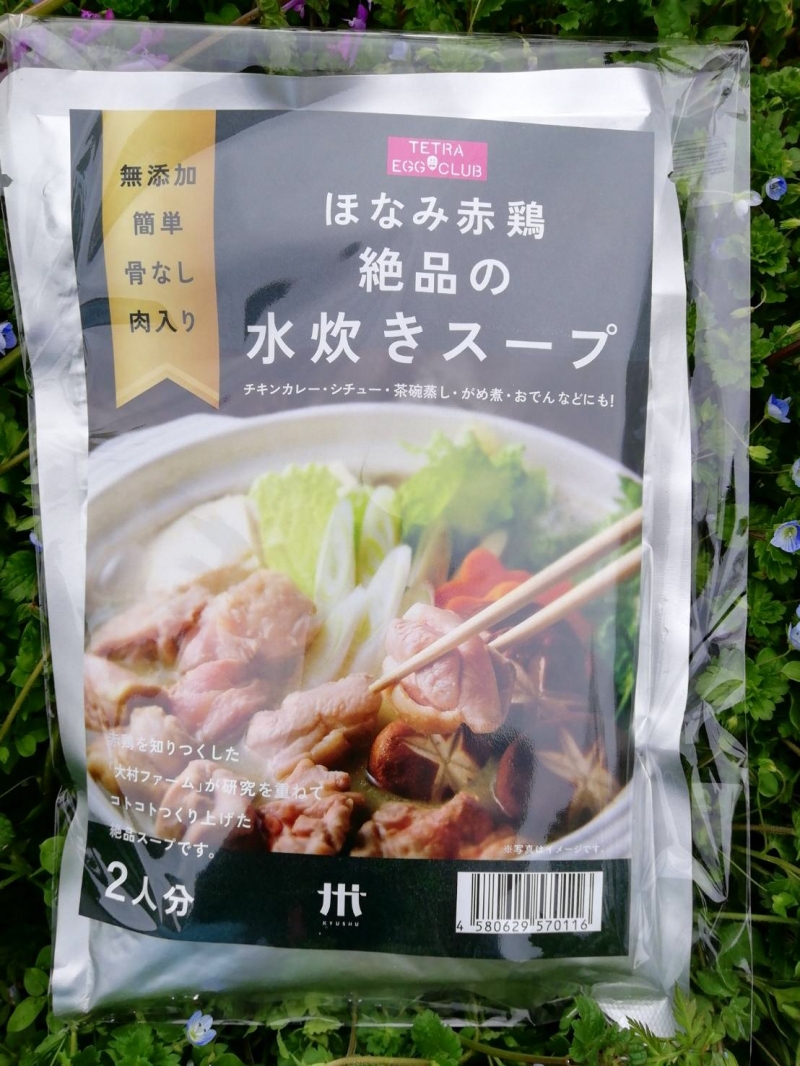 無添加
簡単
骨なし
肉入り
TETRA
EGG CLUB
ほなみ赤鶏
絶品の
水炊きスープ
チキンカレー・シチュー・茶碗蒸し・がめ煮・おでんなどにも!
赤鶏を知りつくした
「大村ファーム」が研究を重ねて
コトコトつくり上げた
絶品スープです。
※写真はイメージです。
2人分
KYUSHU
4 580629 570116